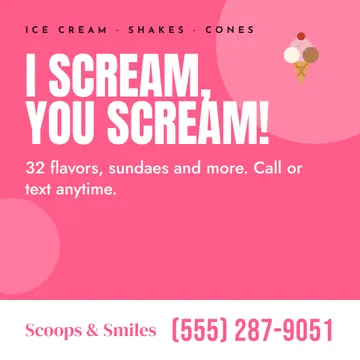 ICE CREAM · SHAKES · CONES
I SCREAM,
YOU SCREAM!
32 flavors, sundaes and more. Call or
text anytime.
Scoops & Smiles
(555) 287-9051